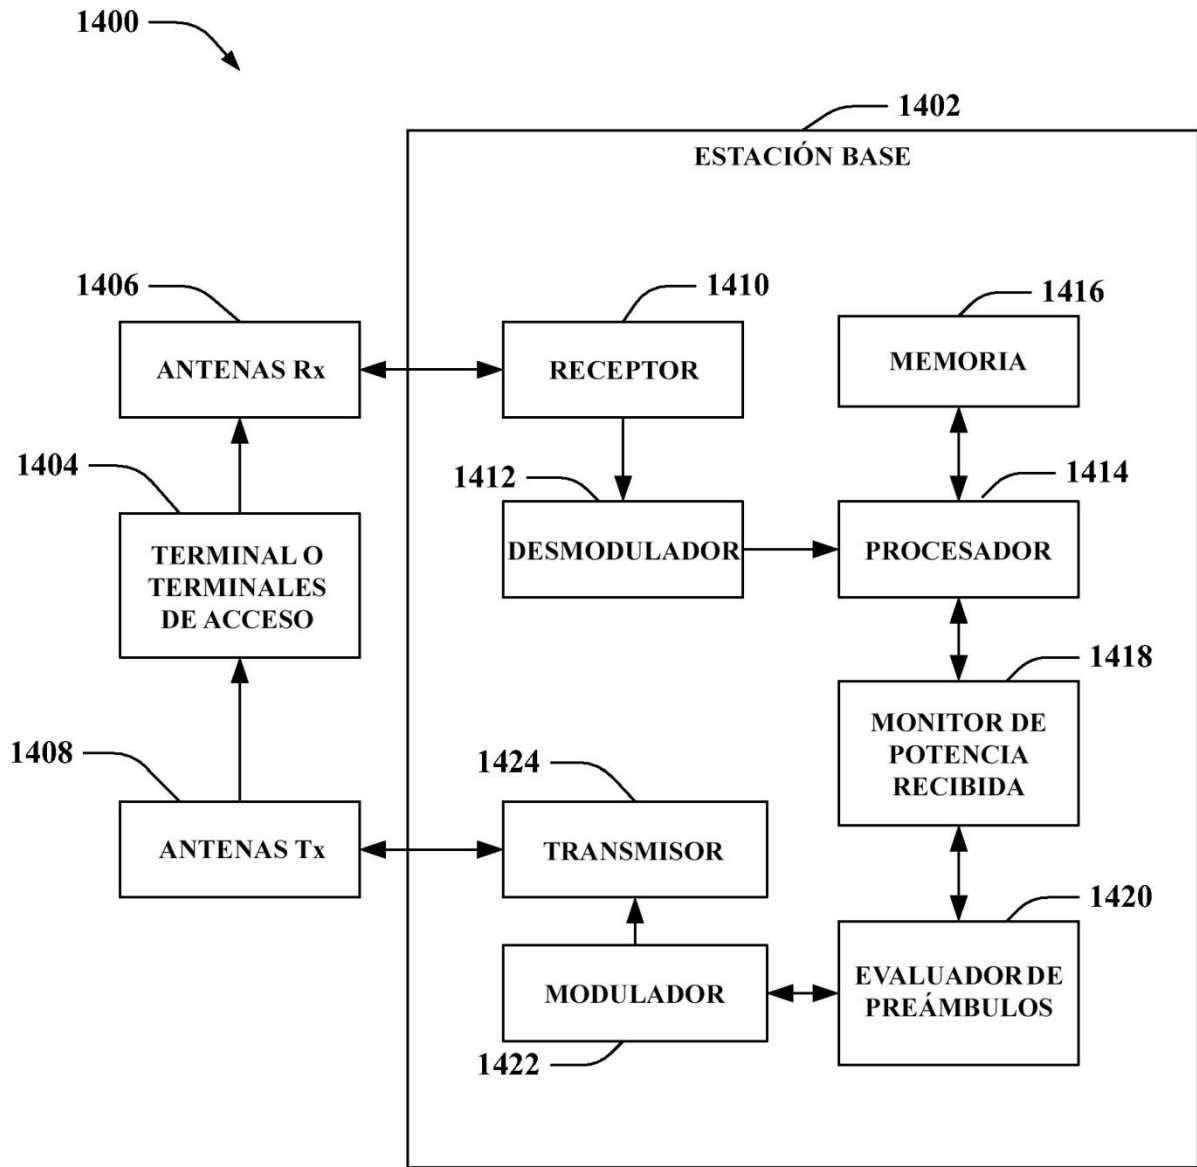 1400
1402
ESTACIÓN BASE
1406
1410
1416
ANTENAS Rx
RECEPTOR
MEMORIA
1404
1412
1414
TERMINAL O
TERMINALES
DE ACCESO
DESMODULADOR
PROCESADOR
1418
MONITOR DE
POTENCIA
RECIBIDA
1408
1424
ANTENAS Tx
TRANSMISOR
1420
MODULADOR
EVALUADOR DE
PREÁMBULOS
1422